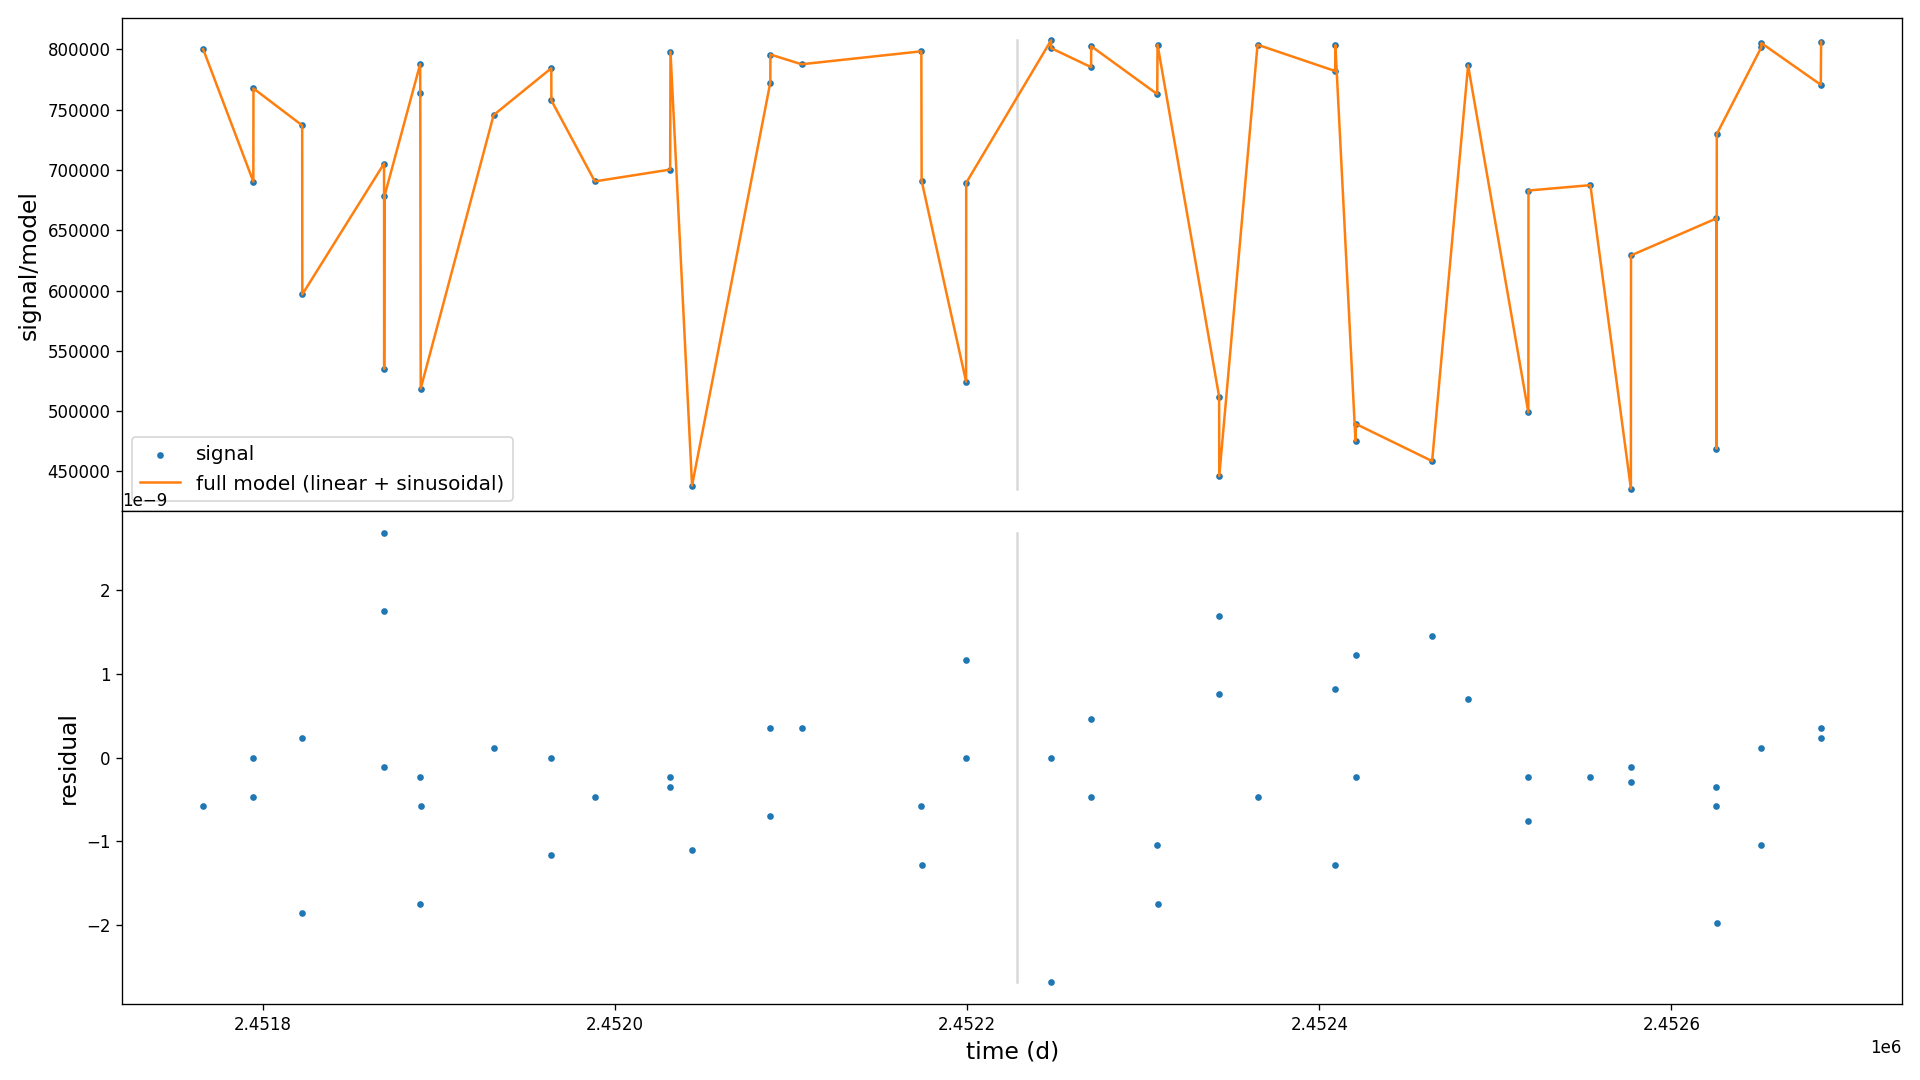 800000
750000
700000
650000
600000
550000
500000
450000
signal/model
signal
full model (linear + sinusoidal)
1e−9
2
1
0
−1
−2
residual
2.4518
2.4520
2.4522
2.4524
2.4526
1e6
time (d)